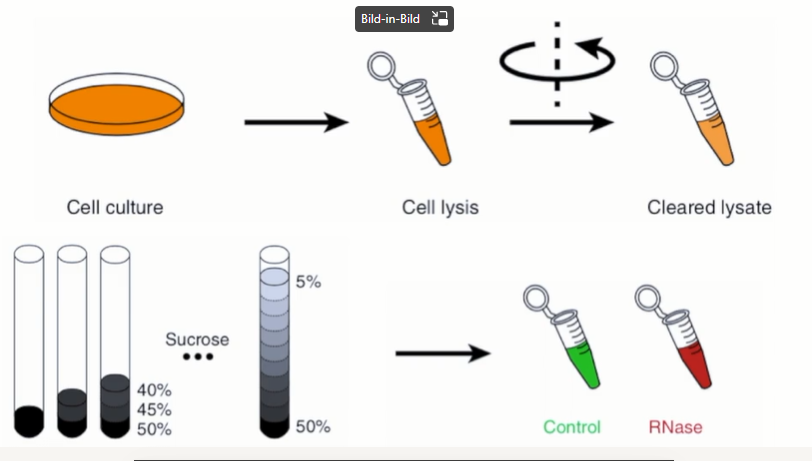 Bild-in-Bild
Cell culture
Cell lysis
Cleared lysate
Sucrose
5%
40%
45%
50%
50%
Control
RNase